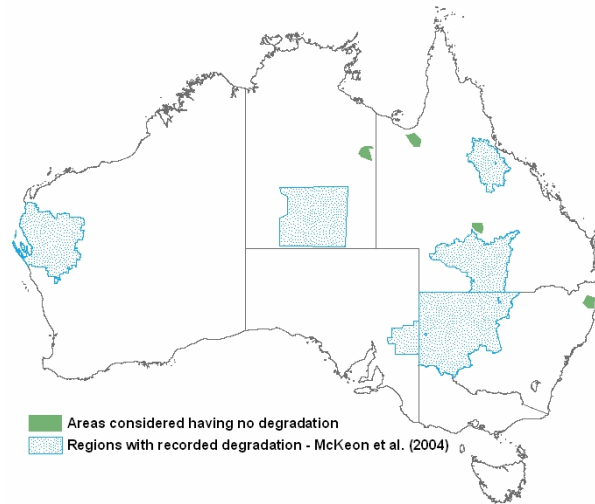 Areas considered having no degradation
Regions with recorded degradation - McKeon et al. (2004)